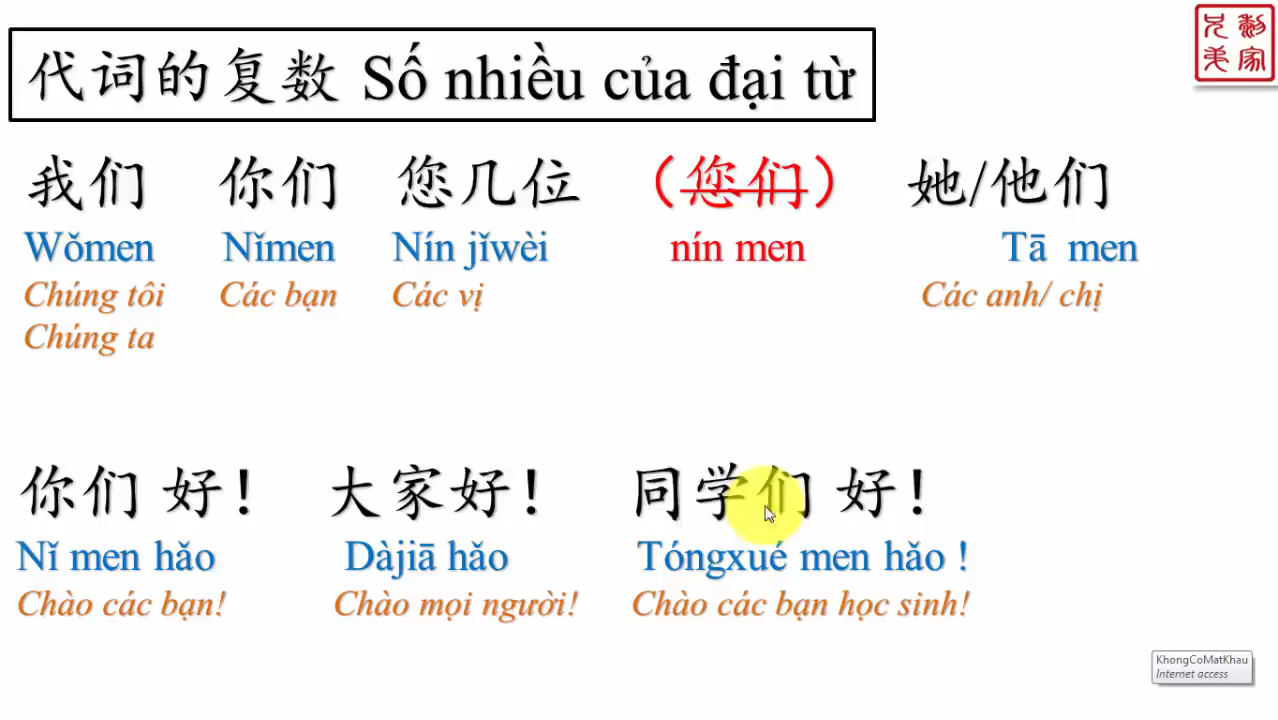 代词的复数 Số nhiều của đại từ
我们 你们 您几位 （您们） 她/他们
Wǒmen Nǐmen Nín jǐwèi nín men Tā men
Chúng tôi Các bạn Các vị Các anh/ chị
Chúng ta
你们 好！ 大家好！ 同学们 好！
Nǐ men hǎo Dàjiā hǎo Tóngxué men hǎo !
Chào các bạn! Chào mọi người! Chào các bạn học sinh!
KhongCoMatKhau
Internet access